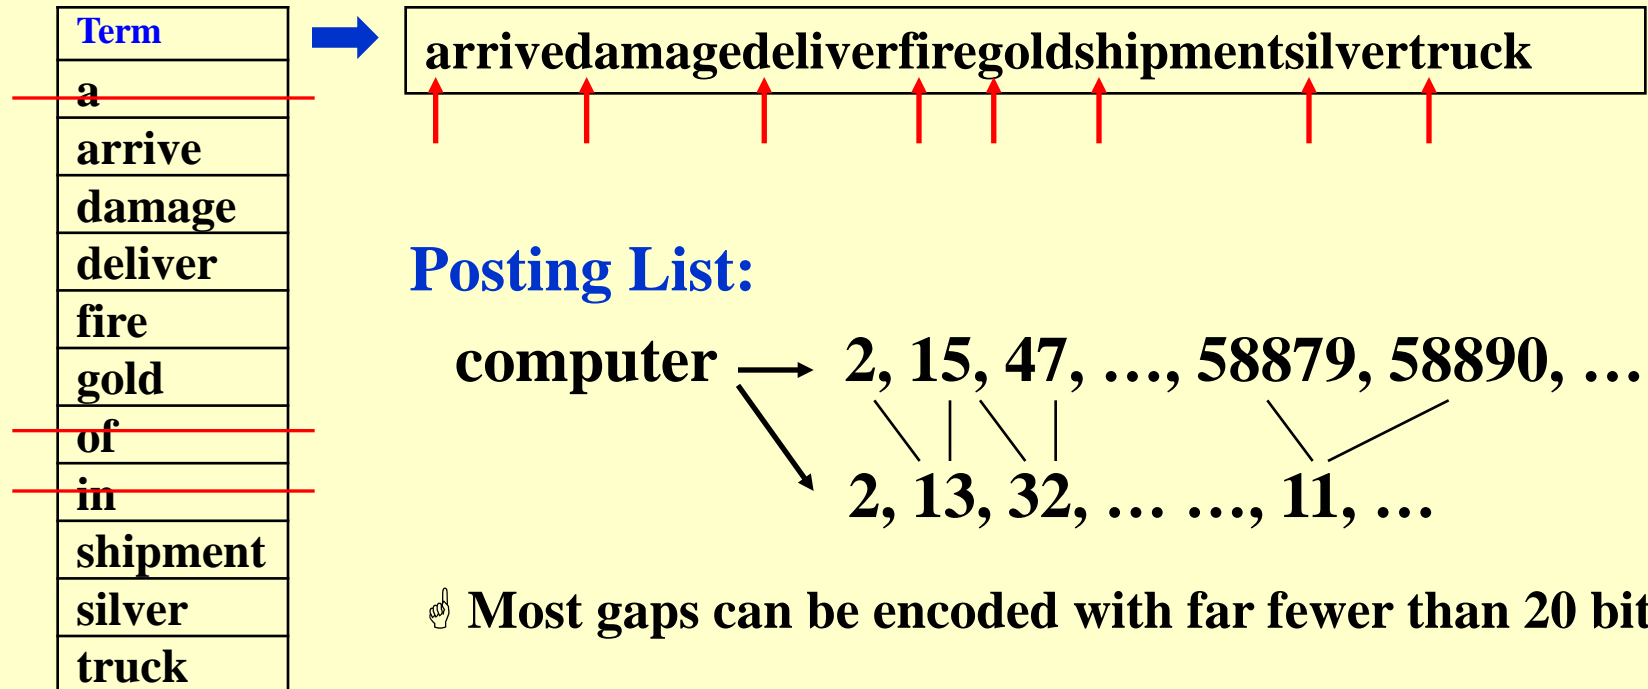 Term
a
arrive
damage
deliver
fire
gold
of
in
shipment
silver
truck
arrivedamagedeliverfiregoldshipmentsilvertruck
Posting List:
computer 2, 15, 47, …, 58879, 58890, …
2, 13, 32, … …, 11, …
☝ Most gaps can be encoded with far fewer than 20 bit